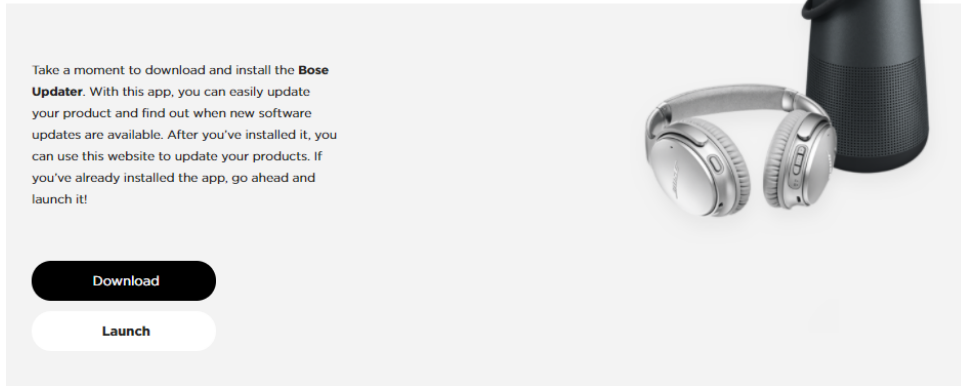 Take a moment to download and install the Bose
Updater. With this app, you can easily update
your product and find out when new software
updates are available. After you've installed it, you
can use this website to update your products. If
you've already installed the app, go ahead and
launch it!
Download
Launch